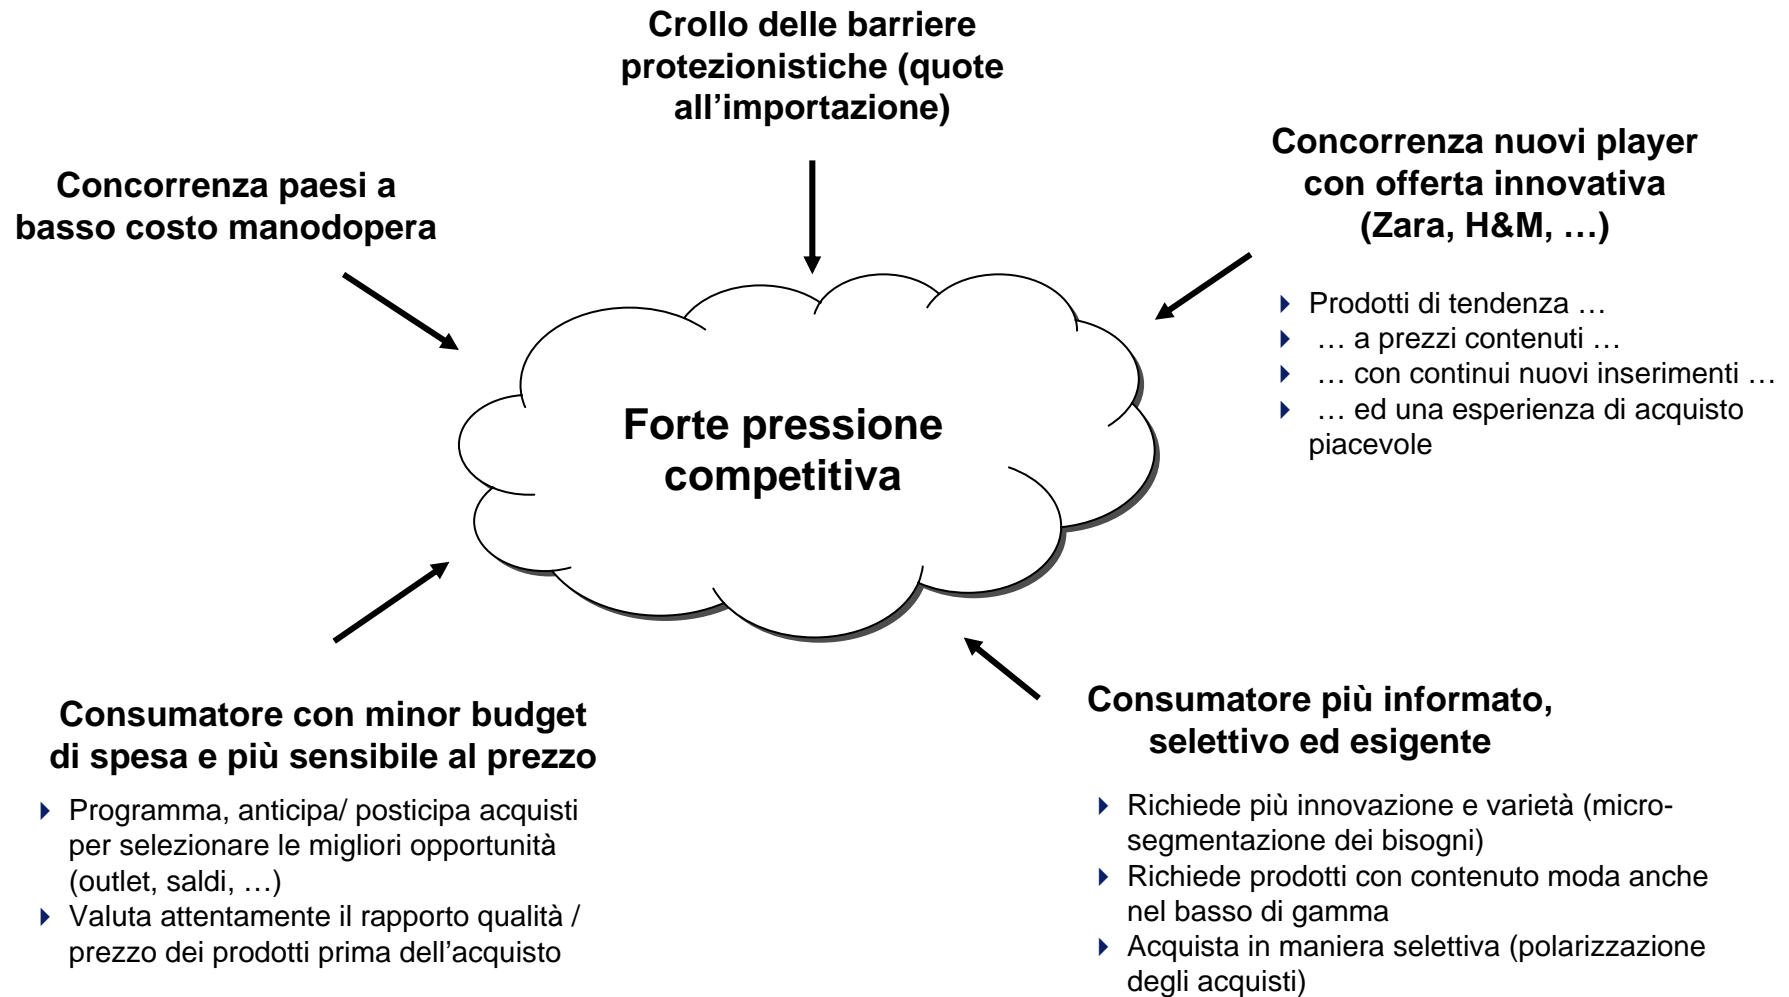 Crollo delle barriere
protezionistiche (quote
all’importazione)
Concorrenza paesi a
basso costo manodopera
Concorrenza nuovi player
con offerta innovativa
(Zara, H&M, …)
Prodotti di tendenza …
… a prezzi contenuti …
… con continui nuovi inserimenti …
… ed una esperienza di acquisto
piacevole
Forte pressione
competitiva
Consumatore con minor budget
di spesa e più sensibile al prezzo
Programma, anticipa/ posticipa acquisti
per selezionare le migliori opportunità
(outlet, saldi, …)
Valuta attentamente il rapporto qualità /
prezzo dei prodotti prima dell’acquisto
Consumatore più informato,
selettivo ed esigente
Richiede più innovazione e varietà (micro-
segmentazione dei bisogni)
Richiede prodotti con contenuto moda anche
nel basso di gamma
Acquista in maniera selettiva (polarizzazione
degli acquisti)